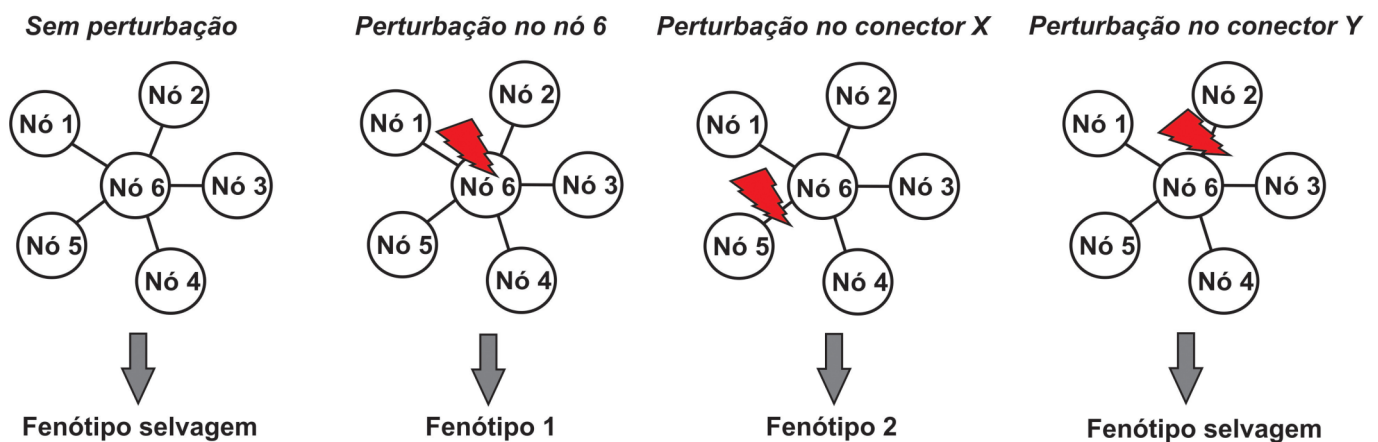 Sem perturbação
Perturbação no nó 6
Perturbação no conector X
Perturbação no conector Y
Nó 1
Nó 2
Nó 3
Nó 4
Nó 5
Nó 6
Nó 1
Nó 2
Nó 3
Nó 4
Nó 5
Nó 6
Nó 1
Nó 2
Nó 3
Nó 4
Nó 5
Nó 6
Nó 1
Nó 2
Nó 3
Nó 4
Nó 5
Nó 6
Fenótipo selvagem
Fenótipo 1
Fenótipo 2
Fenótipo selvagem